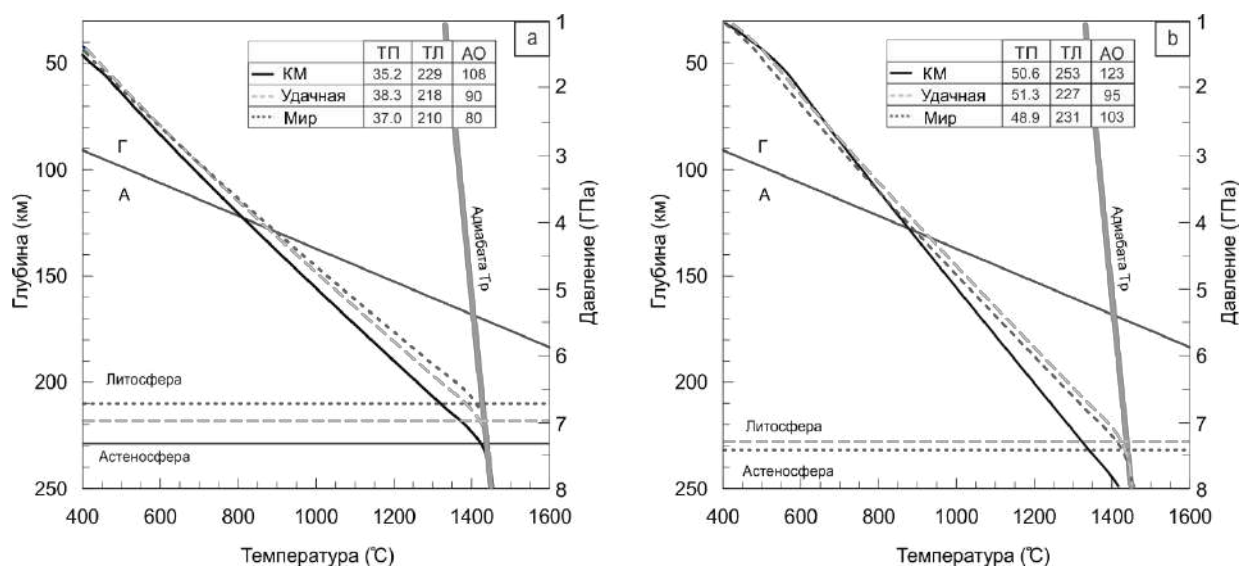 a
ТП ТЛ АО
КМ 35.2 229 108
Удачная 38.3 218 90
Мир 37.0 210 80
Г
А
Адиабата Тр
Литосфера
Астеносфера
Глубина (км)
50
100
150
200
250
Давление (ГПа)
1
2
3
4
5
6
7
8
400 600 800 1000 1200 1400 1600
Температура (℃)
b
ТП ТЛ АО
КМ 50.6 253 123
Удачная 51.3 227 95
Мир 48.9 231 103
Г
А
Адиабата Тр
Литосфера
Астеносфера
Глубина (км)
50
100
150
200
250
Давление (ГПа)
1
2
3
4
5
6
7
8
400 600 800 1000 1200 1400 1600
Температура (℃)